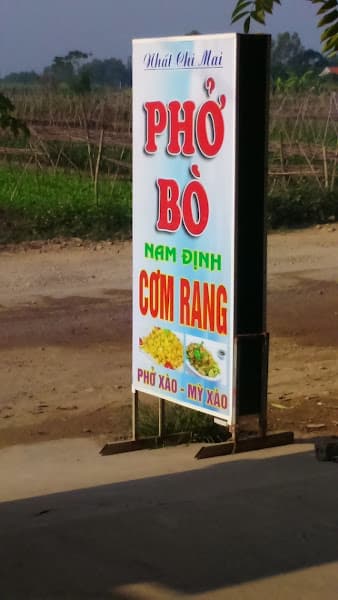 Nhất Chi Mai
PHỞ
BÒ
NAM ĐỊNH
CƠM RANG
PHỞ XÀO - MỲ XÀO